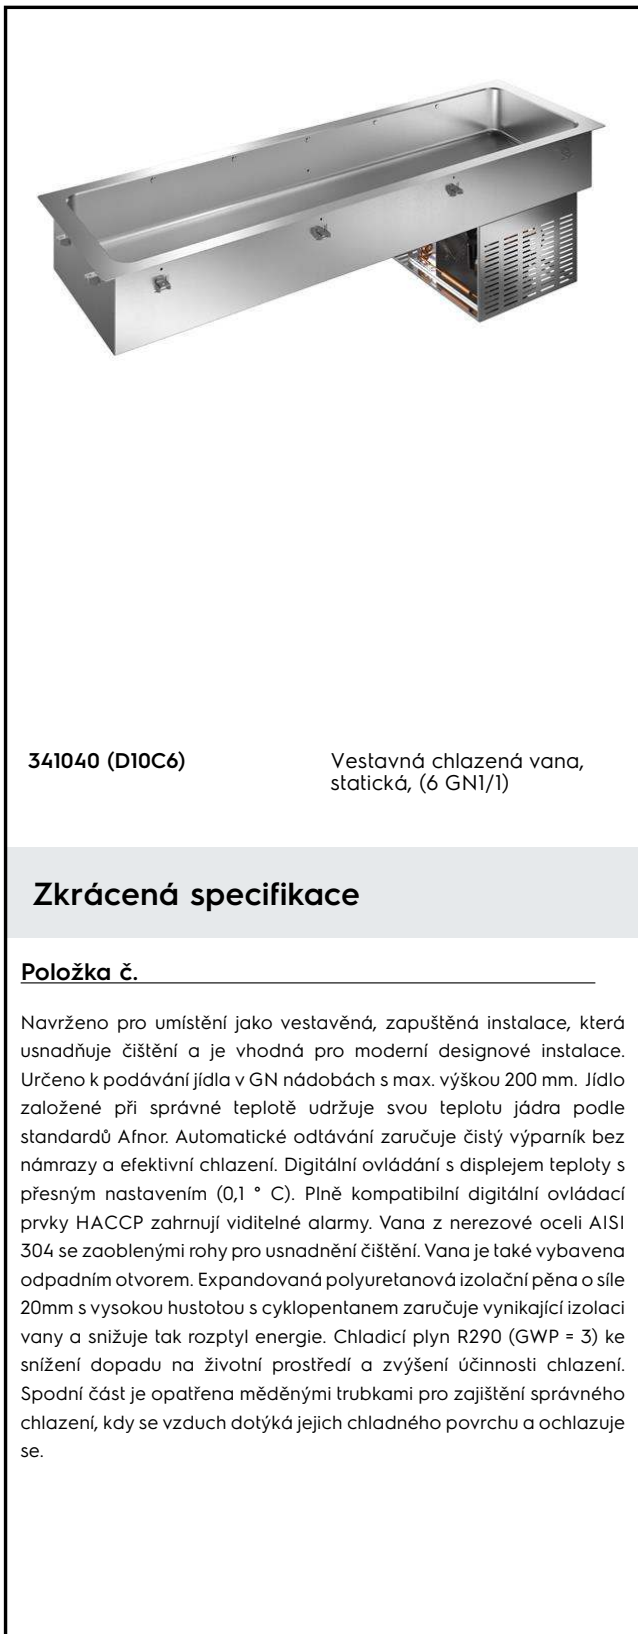 341040 (D10C6)
Vestavná chlazená vana,
statická, (6 GN1/1)
Zkrácená specifikace
Položka č.
Navrženo pro umístění jako vestavěná, zapuštěná instalace, která
usnadňuje čištění a je vhodná pro moderní designové instalace.
Určeno k podávání jídla v GN nádobách s max. výškou 200 mm. Jídlo
založené při správné teplotě udržuje svou teplotu jádra podle
standardů Afnor. Automatické odtávání zaručuje čistý výparník bez
námrazy a efektivní chlazení. Digitální ovládání s displejem teploty s
přesným nastavením (0,1 ° C). Plně kompatibilní digitální ovládací
prvky HACCP zahrnují viditelné alarmy. Vana z nerezové oceli AISI
304 se zaoblenými rohy pro usnadnění čištění. Vana je také vybavena
odpadním otvorem. Expandovaná polyuretanová izolační pěna o síle
20mm s vysokou hustotou s cyklopentanem zaručuje vynikající izolaci
vany a snižuje tak rozptyl energie. Chladicí plyn R290 (GWP = 3) ke
snížení dopadu na životní prostředí a zvýšení účinnosti chlazení.
Spodní část je opatřena měděnými trubkami pro zajištění správného
chlazení, kdy se vzduch dotýká jejich chladného povrchu a ochlazuje
se.